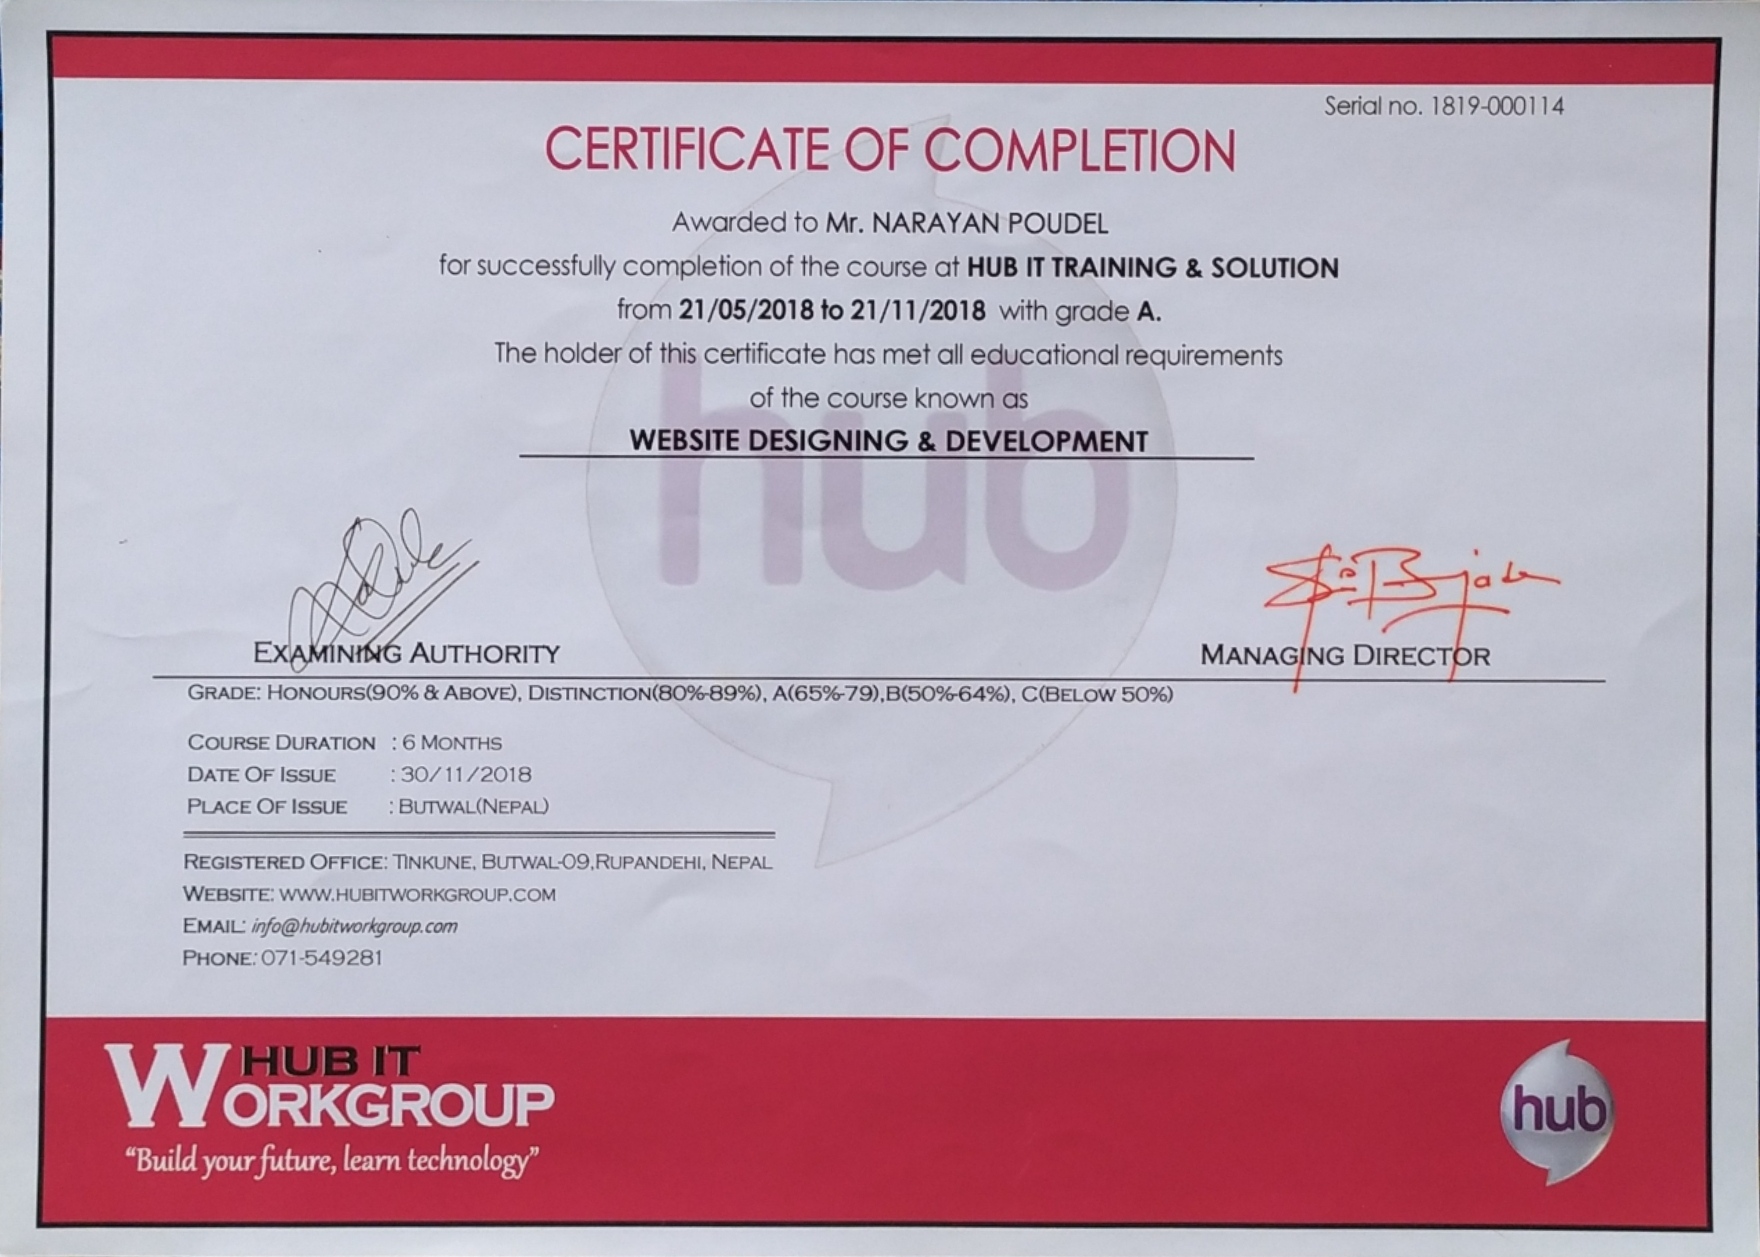 Serial no. 1819-000114
CERTIFICATE OF COMPLETION
Awarded to Mr. NARAYAN POUDEL
for successfully completion of the course at HUB IT TRAINING & SOLUTION
from 21/05/2018 to 21/11/2018 with grade A.
The holder of this certificate has met all educational requirements
of the course known as
WEBSITE DESIGNING & DEVELOPMENT
hub
EXAMINING AUTHORITY
MANAGING DIRECTOR
GRADE: HONOURS(90% & ABOVE), DISTINCTION(80%-89%), A(65%-79),B(50%-64%), C(BELOW 50%)
COURSE DURATION : 6 MONTHS
DATE OF ISSUE : 30/11/2018
PLACE OF ISSUE : BUTWAL(NEPAL)
REGISTERED OFFICE: TINKUNE, BUTWAL-09,RUPANDEHI, NEPAL
WEBSITE: WWW.HUBITWORKGROUP.COM
EMAIL: info@hubitworkgroup.com
PHONE: 071-549281
HUB IT
WORKGROUP
“Build your future, learn technology”
hub